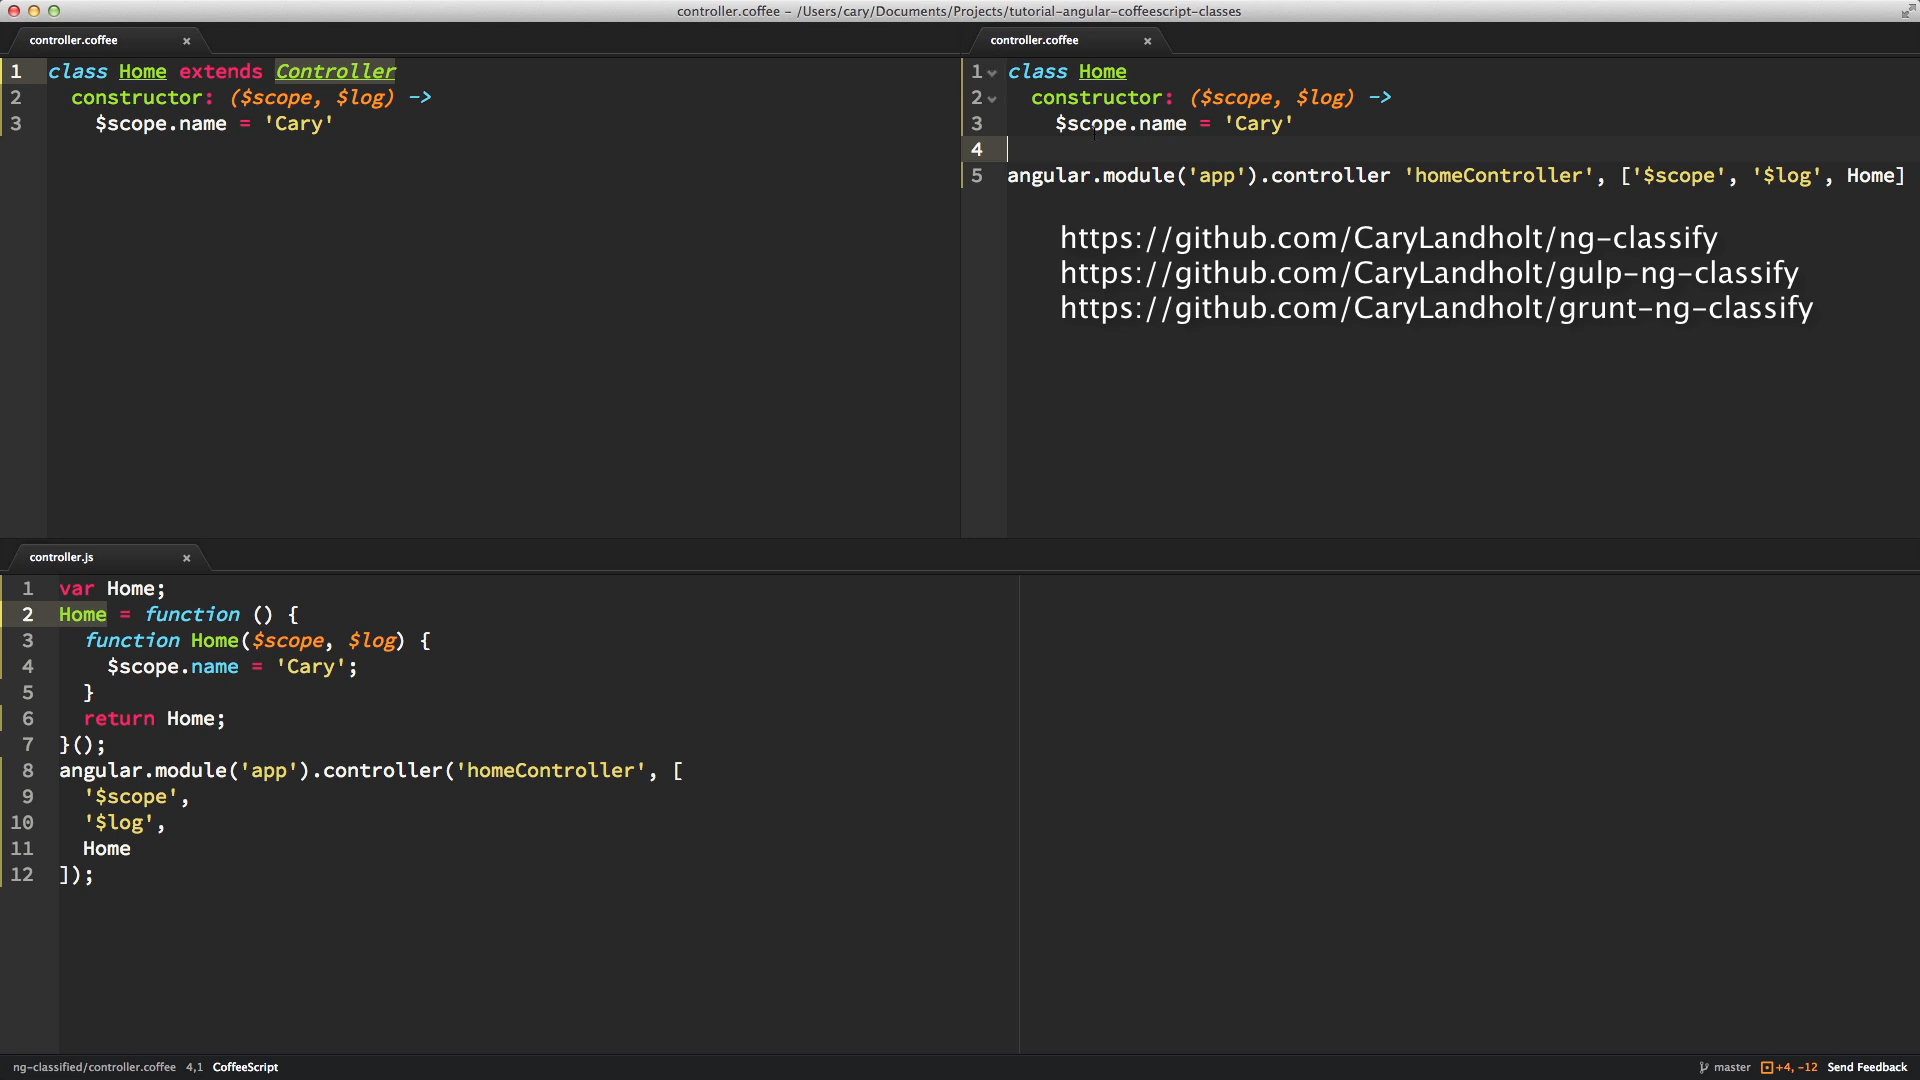 controller.coffee - /Users/cary/Documents/Projects/tutorial-angular-coffeescript-classes
controller.coffee ×
1 class Home extends Controller
2   constructor: ($scope, $log) ->
3     $scope.name = 'Cary'
controller.coffee ×
1 class Home
2   constructor: ($scope, $log) ->
3     $scope.name = 'Cary'
4
5 angular.module('app').controller 'homeController', ['$scope', '$log', Home]
https://github.com/CaryLandholt/ng-classify
https://github.com/CaryLandholt/gulp-ng-classify
https://github.com/CaryLandholt/grunt-ng-classify
controller.js ×
1 var Home;
2 Home = function () {
3   function Home($scope, $log) {
4     $scope.name = 'Cary';
5   }
6   return Home;
7 }();
8 angular.module('app').controller('homeController', [
9   '$scope',
10   '$log',
11   Home
12 ]);
ng-classified/controller.coffee 4,1 CoffeeScript master +4, -12 Send Feedback